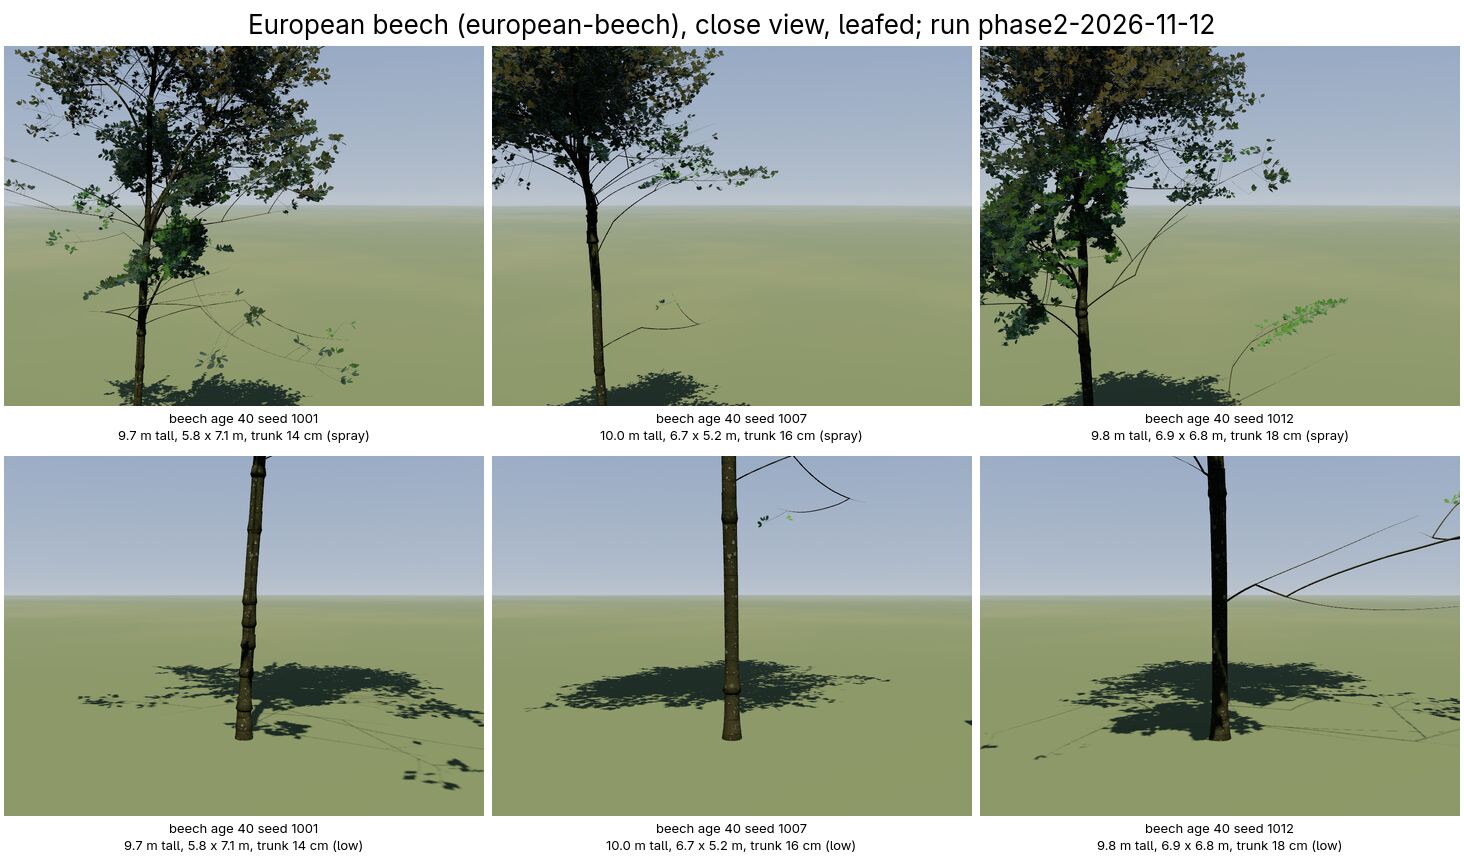 European beech (european-beech), close view, leafed; run phase2-2026-11-12
beech age 40 seed 1001
9.7 m tall, 5.8 x 7.1 m, trunk 14 cm (spray)
beech age 40 seed 1007
10.0 m tall, 6.7 x 5.2 m, trunk 16 cm (spray)
beech age 40 seed 1012
9.8 m tall, 6.9 x 6.8 m, trunk 18 cm (spray)
beech age 40 seed 1001
9.7 m tall, 5.8 x 7.1 m, trunk 14 cm (low)
beech age 40 seed 1007
10.0 m tall, 6.7 x 5.2 m, trunk 16 cm (low)
beech age 40 seed 1012
9.8 m tall, 6.9 x 6.8 m, trunk 18 cm (low)